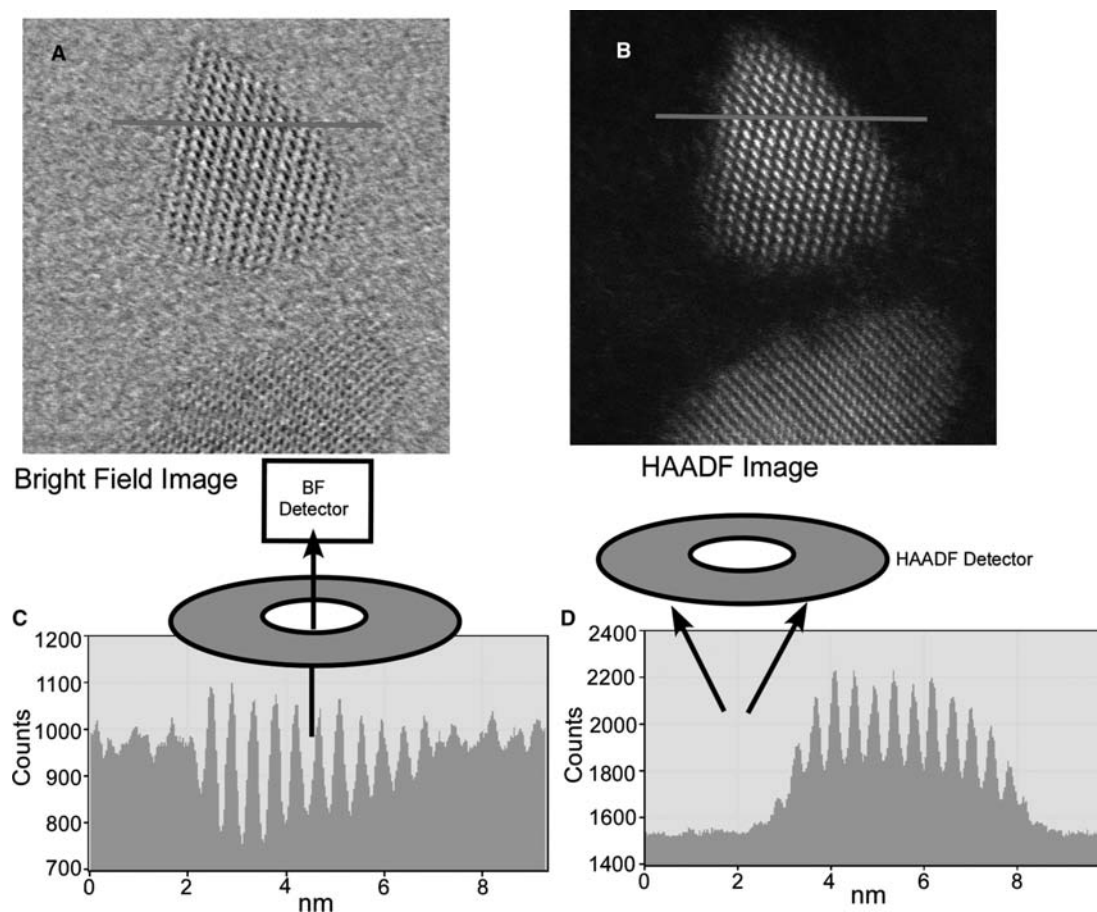 A
B
Bright Field Image
HAADF Image
BF
Detector
HAADF Detector
C
1200
1100
1000
900
800
700
Counts
0 2 4 6 8
nm
D
2400
2200
2000
1800
1600
1400
Counts
0 2 4 6 8
nm